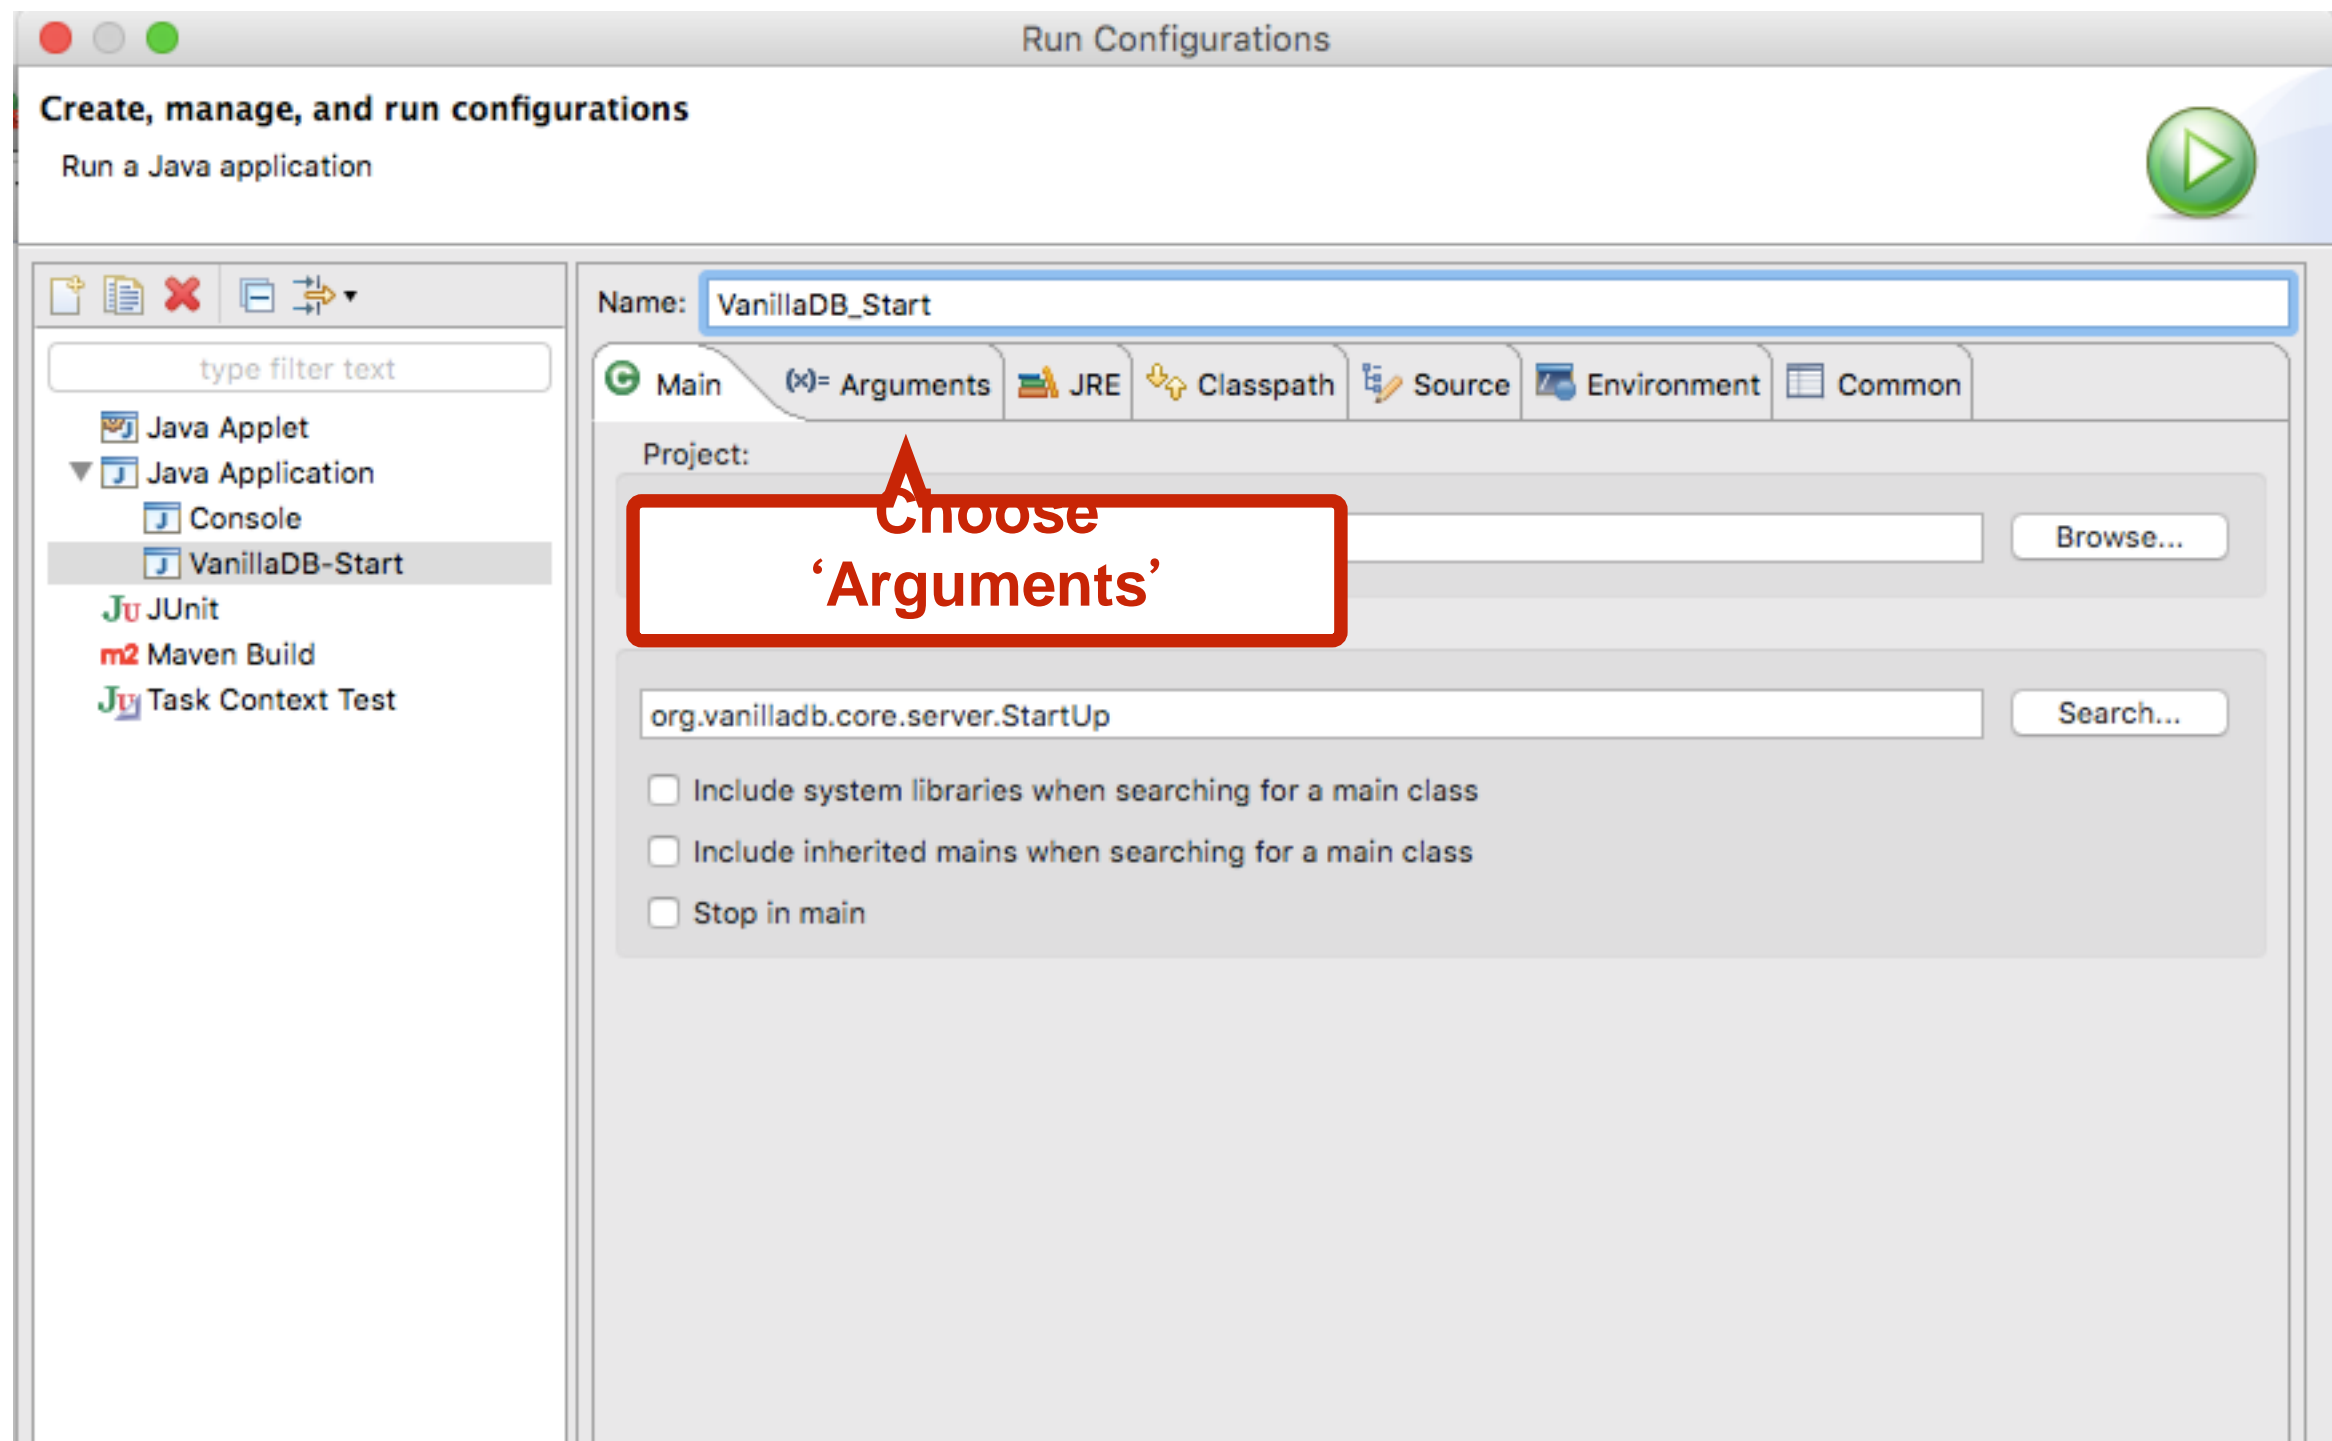 Run Configurations
Create, manage, and run configurations
Run a Java application
Name: VanillaDB_Start
type filter text
Main (x)= Arguments JRE Classpath Source Environment Common
Java Applet
Java Application
Console
VanillaDB-Start
JUnit
Maven Build
Task Context Test
Project:
Choose
‘Arguments’
Browse...
org.vanilladb.core.server.StartUp
Search...
Include system libraries when searching for a main class
Include inherited mains when searching for a main class
Stop in main